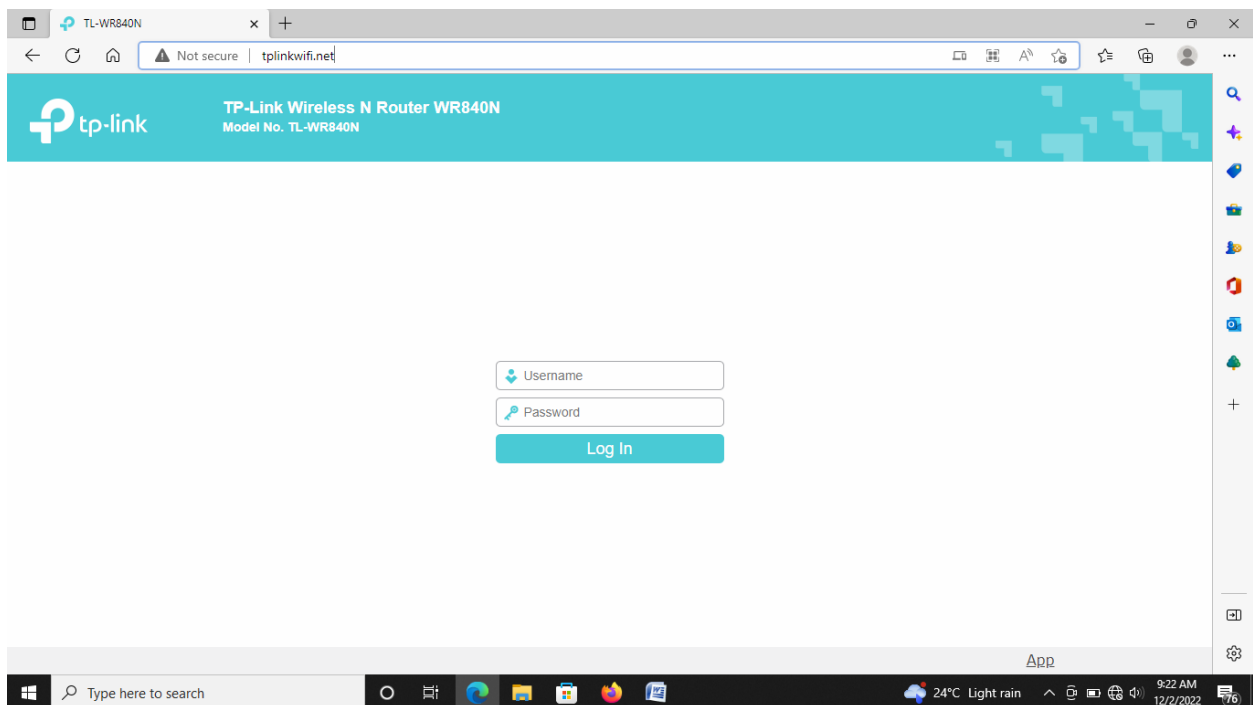 TL-WR840N
Not secure tplinkwifi.net
tp-link
TP-Link Wireless N Router WR840N
Model No. TL-WR840N
Username
Password
Log In
App
Type here to search
24°C Light rain
9:22 AM
12/2/2022
76